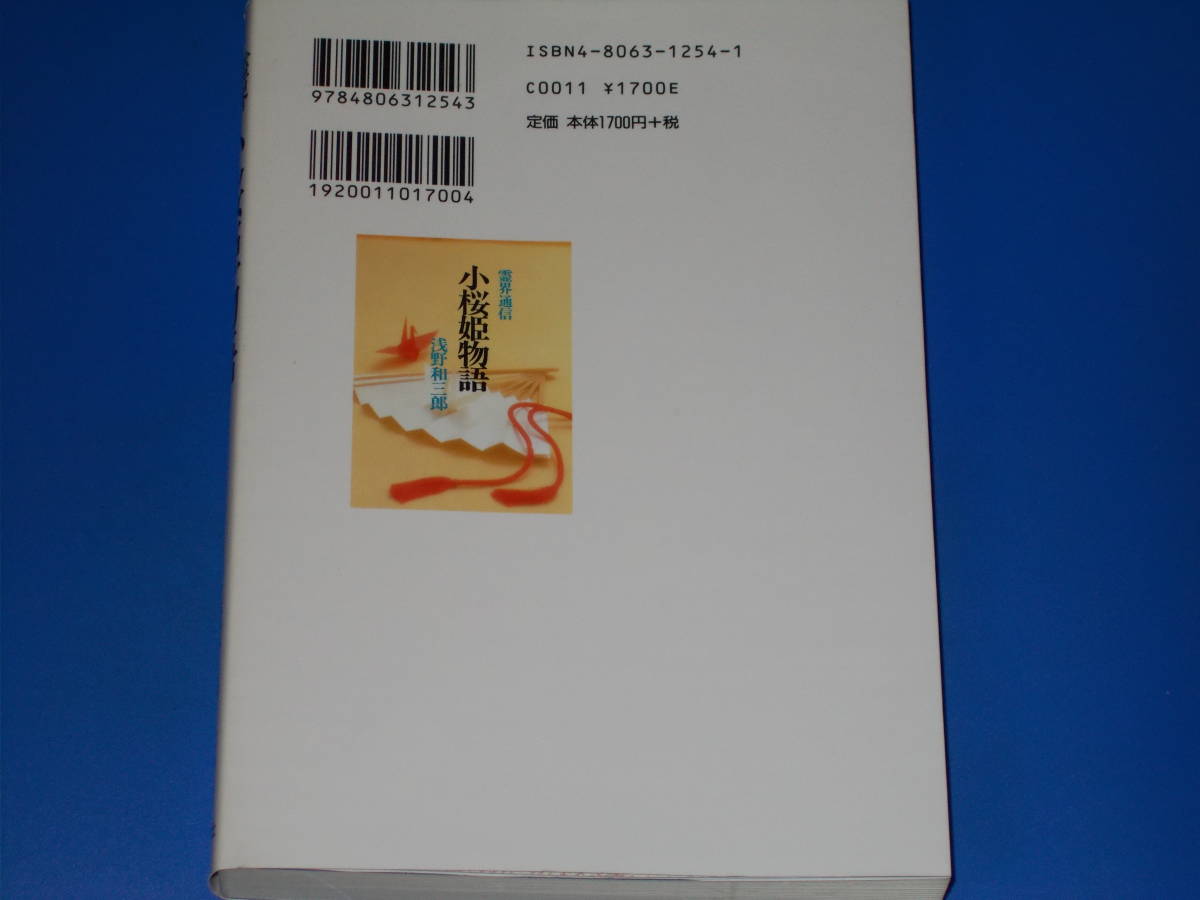 ISBN4-8063-1254-1
C0011 ¥1700E
定価 本体1700円+税
9784806312543
1920011017004
霊界通信
小桜姫物語
浅野和三郎